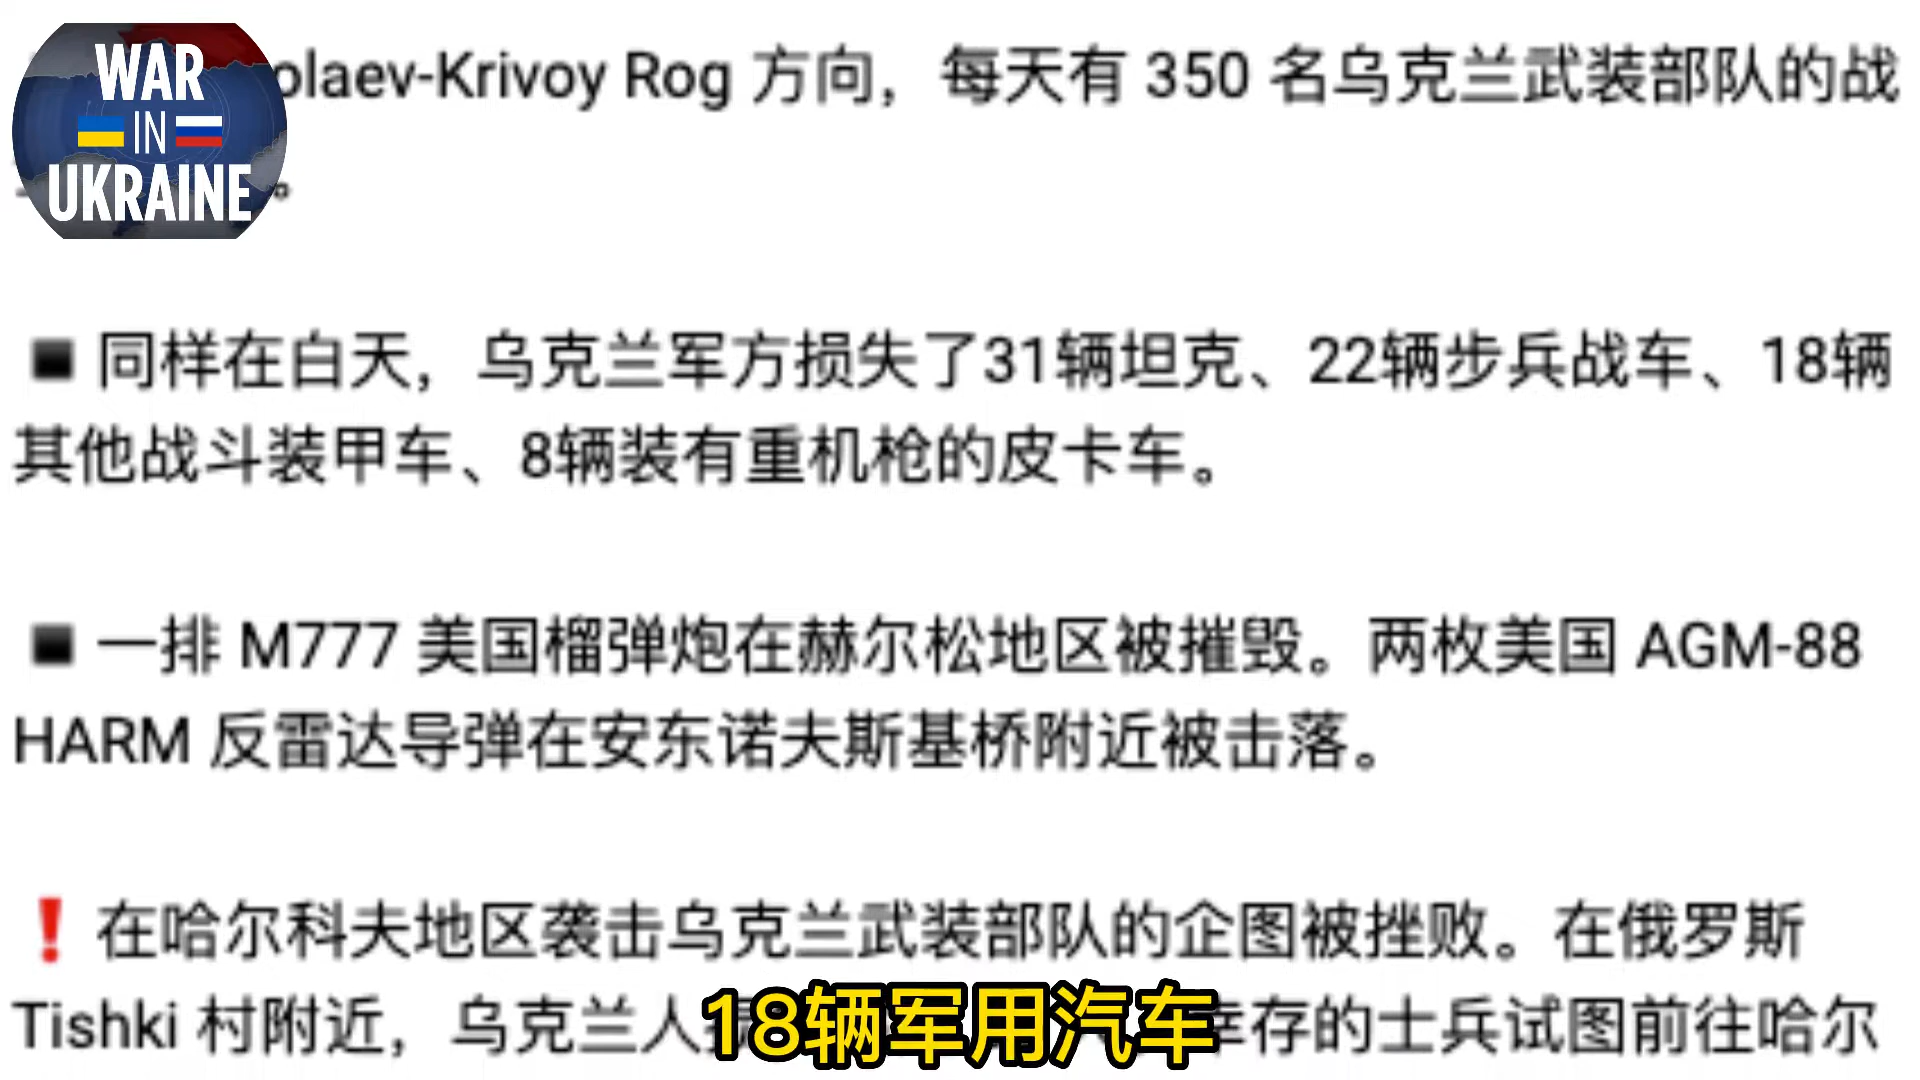 WAR
IN
UKRAINE
olaev-Krivoy Rog 方向，每天有 350 名乌克兰武装部队的战
。
■ 同样在白天，乌克兰军方损失了31辆坦克、22辆步兵战车、18辆
其他战斗装甲车、8辆装有重机枪的皮卡车。
■ 一排 M777 美国榴弹炮在赫尔松地区被摧毁。两枚美国 AGM-88
HARM 反雷达导弹在安东诺夫斯基桥附近被击落。
❗ 在哈尔科夫地区袭击乌克兰武装部队的企图被挫败。在俄罗斯
Tishki 村附近，乌克兰人 幸存的士兵试图前往哈尔
18辆军用汽车